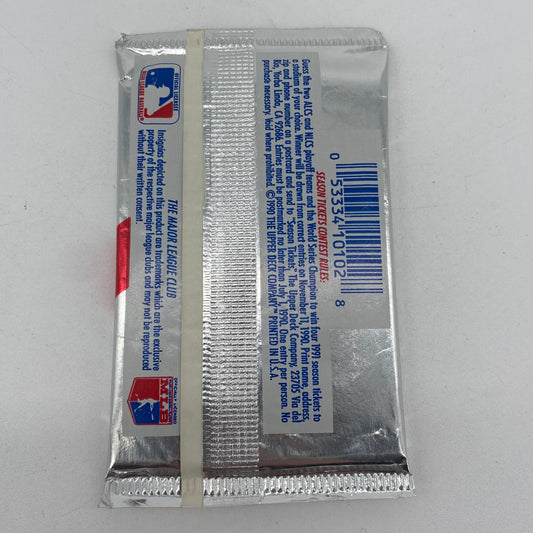 SEASON TICKETS CONTEST RULES:
Guess the two ALCS and NLCS playoff teams and the World Series Champion to win four 1991 season tickets to
a stadium of your choice. Winner will be drawn from correct entries on November 11, 1990. Print name, address,
zip and phone number on a postcard and send to "Season Tickets," The Upper Deck Company, 23705 Via del
Rio, Yorba Linda, CA 92686. Entries must be postmarked no later than July 1, 1990. One entry per person. No
purchase necessary. Void where prohibited. © 1990 THE UPPER DECK COMPANY™ PRINTED IN U.S.A.
0 53334 10102 8
THE MAJOR LEAGUE CLUB
Insignias depicted on this product are trademarks which are the exclusive
property of the respective major league clubs and may not be reproduced
without their written consent.